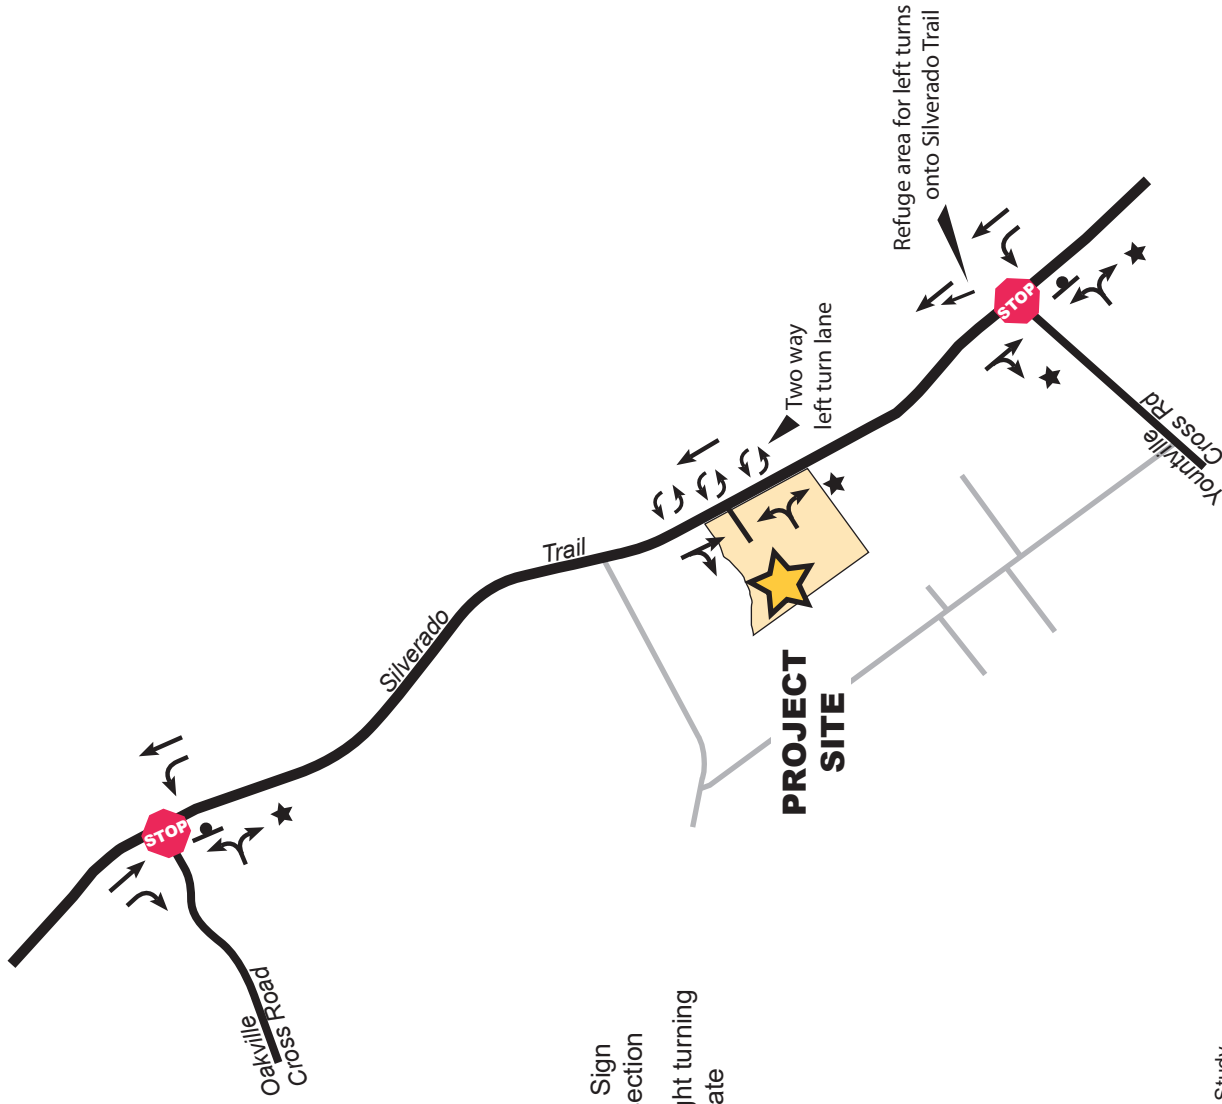 Refuge area for left turns
onto Silverado Trail
STOP
Two way
left turn lane
Yountville
Cross Rd
Trail
Silverado
PROJECT
SITE
STOP
Oakville
Cross Road
Sign
ection
ght turning
ate
Study